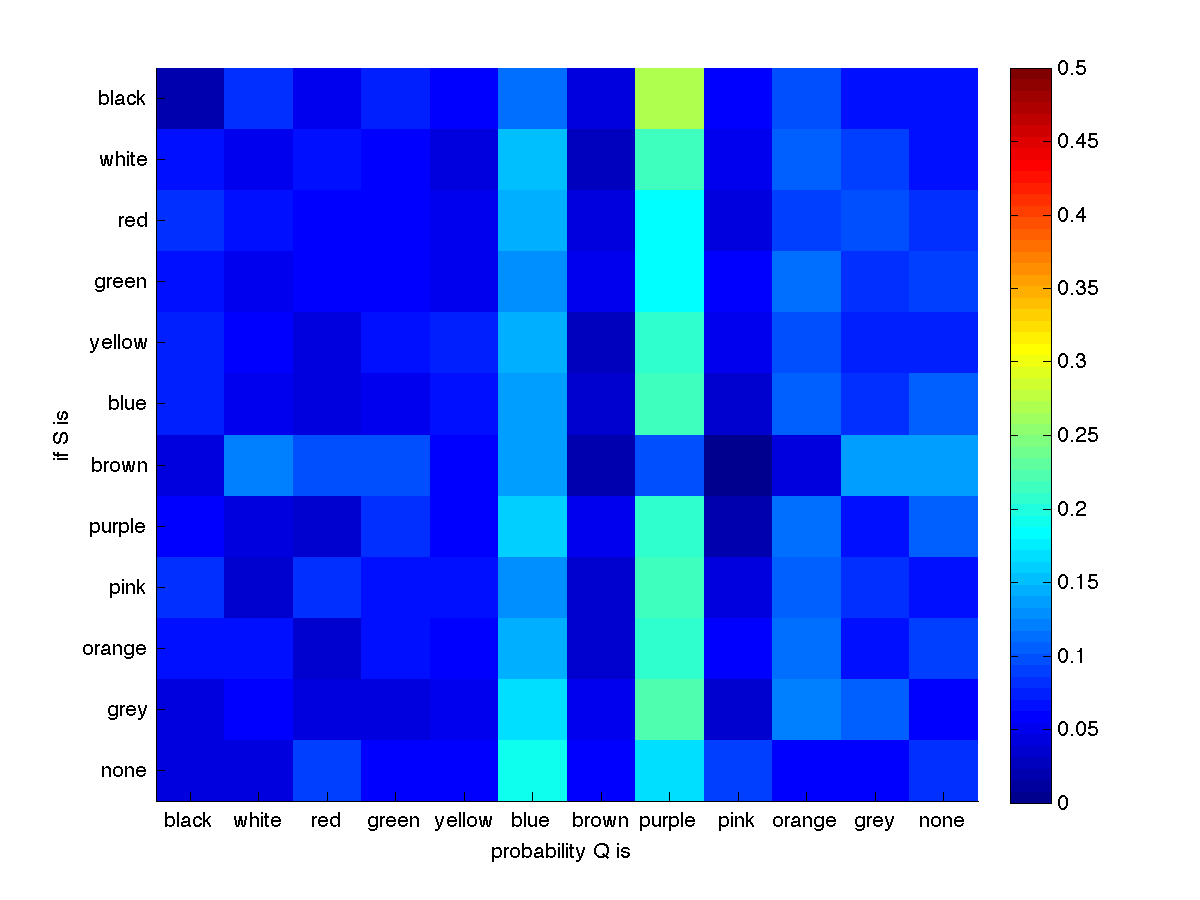 black
white
red
green
yellow
blue
brown
purple
pink
orange
grey
none
if S is
black white red green yellow blue brown purple pink orange grey none
probability Q is
0.5
0.45
0.4
0.35
0.3
0.25
0.2
0.15
0.1
0.05
0